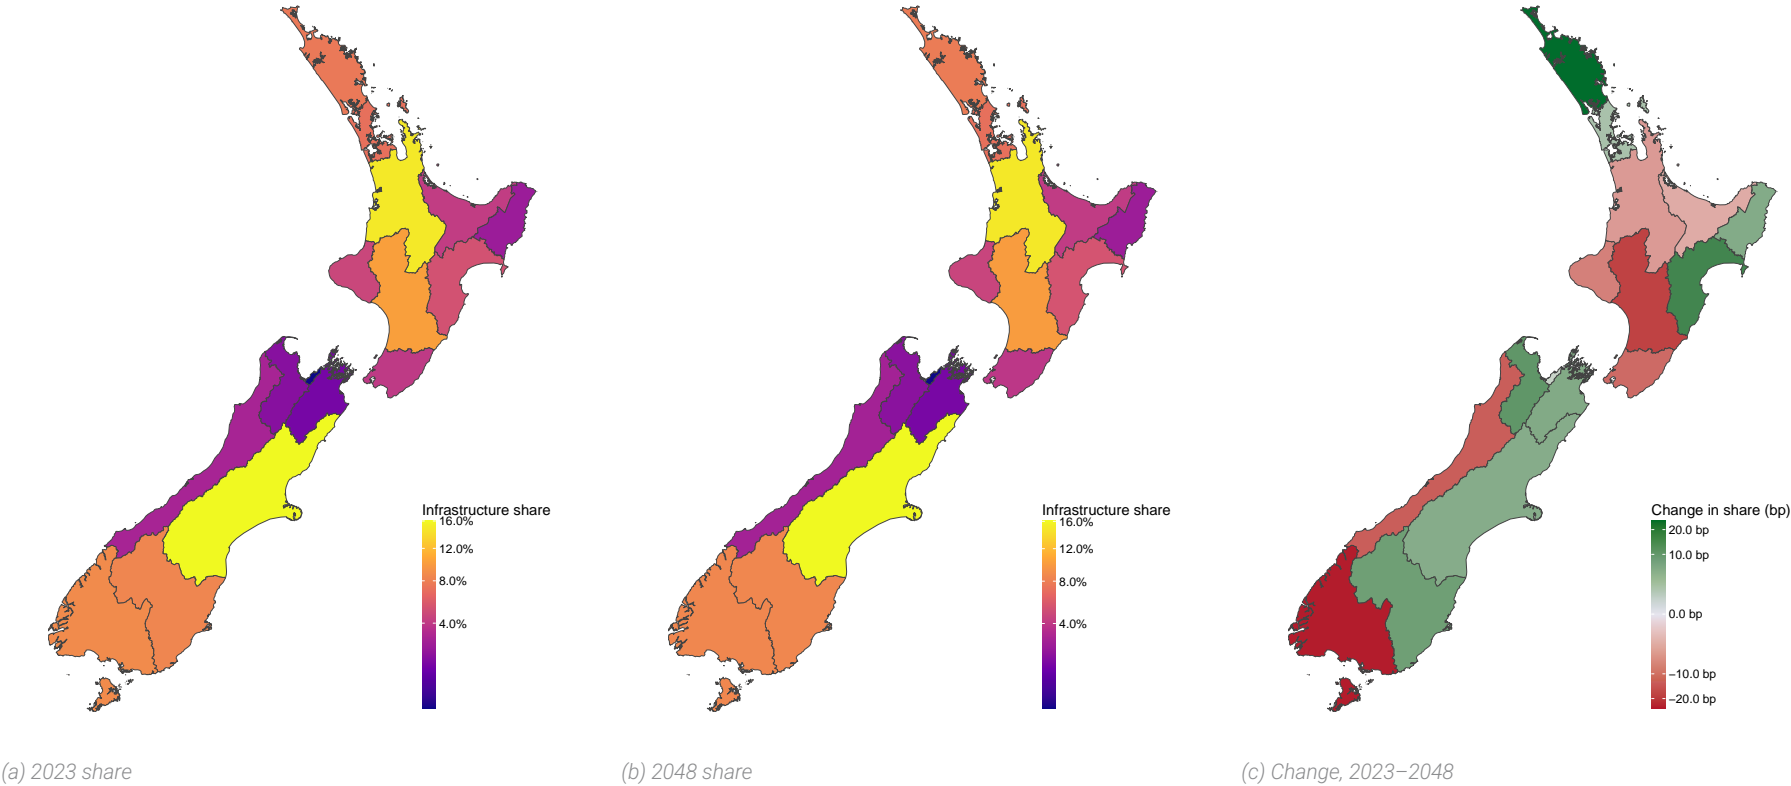 Infrastructure share
16.0%
12.0%
8.0%
4.0%
Infrastructure share
16.0%
12.0%
8.0%
4.0%
Change in share (bp)
20.0 bp
10.0 bp
0.0 bp
−10.0 bp
−20.0 bp
(a) 2023 share
(b) 2048 share
(c) Change, 2023–2048